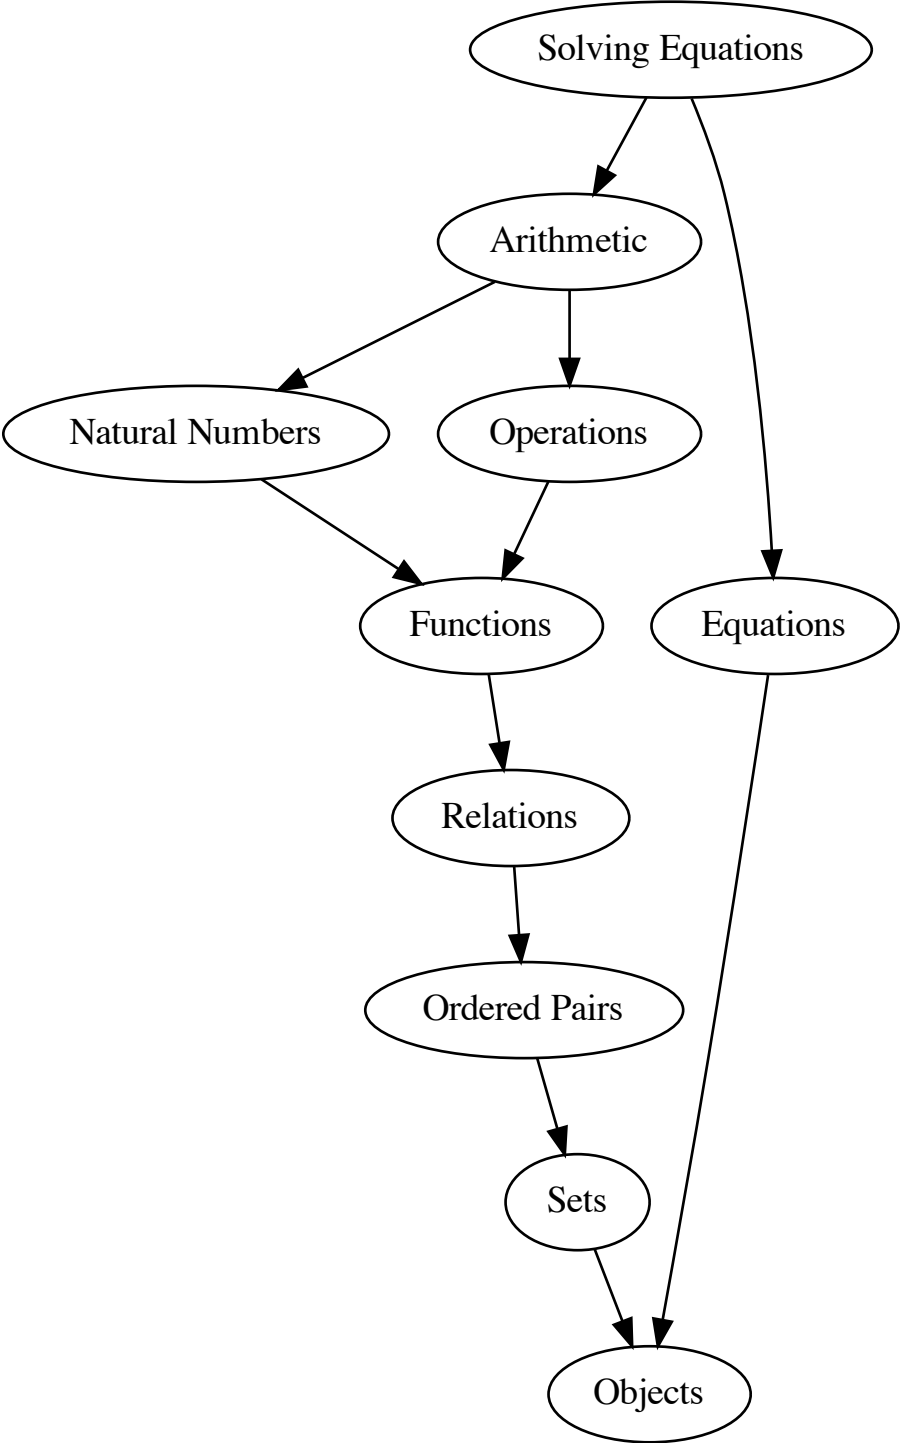 Solving Equations
Arithmetic
Natural Numbers
Operations
Functions
Equations
Relations
Ordered Pairs
Sets
Objects